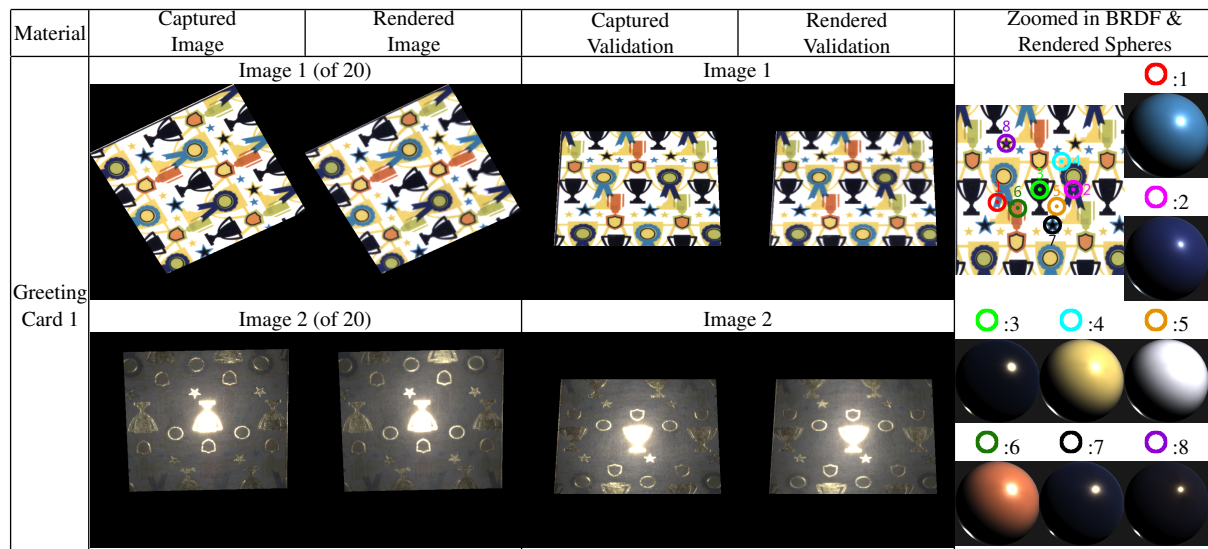 Material
Captured
Image
Rendered
Image
Captured
Validation
Rendered
Validation
Zoomed in BRDF &
Rendered Spheres
Greeting
Card 1
Image 1 (of 20)
Image 1
:1
8
4
3
1
6
5
2
7
:2
Image 2 (of 20)
Image 2
:3 :4 :5
:6 :7 :8